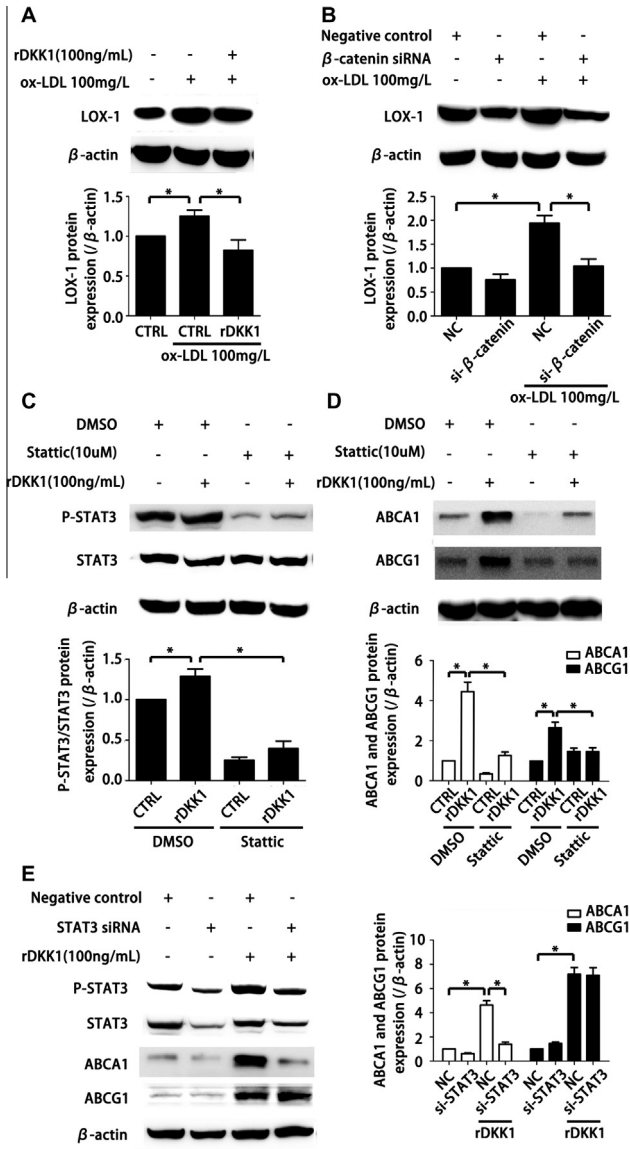 A
rDKK1(100ng/mL) - - +
ox-LDL 100mg/L - + +
LOX-1
β-actin
LOX-1 protein
expression(/β-actin)
1.5
1.0
0.5
0.0
* *
CTRL CTRL rDKK1
ox-LDL 100mg/L
B
Negative control + - + -
β-catenin siRNA - + - +
ox-LDL 100mg/L - - + +
LOX-1
β-actin
LOX-1 protein
expression(/β-actin)
2.5
2.0
1.5
1.0
0.5
0.0
* *
NC si-β-catenin NC si-β-catenin
ox-LDL 100mg/L
C
DMSO + + - -
Stattic(10uM) - - + +
rDKK1(100ng/mL) - + - +
P-STAT3
STAT3
β-actin
P-STAT3/STAT3 protein
expression(/β-actin)
1.5
1.0
0.5
0.0
* *
CTRL rDKK1 CTRL rDKK1
DMSO Stattic
D
DMSO + + - -
Stattic(10uM) - - + +
rDKK1(100ng/mL) - + - +
ABCA1
ABCG1
β-actin
ABCA1
ABCG1
ABCA1 and ABCG1 protein
expression(/β-actin)
6
4
2
0
* * * *
CTRL rDKK1 CTRL rDKK1 CTRL rDKK1 CTRL rDKK1
DMSO Stattic DMSO Stattic
E
Negative control + - + -
STAT3 siRNA - + - +
rDKK1(100ng/mL) - - + +
P-STAT3
STAT3
ABCA1
ABCG1
β-actin
ABCA1
ABCG1
ABCA1 and ABCG1 protein
expression(/β-actin)
10
8
6
4
2
0
* * *
NC si-STAT3 NC si-STAT3 NC si-STAT3 NC si-STAT3
rDKK1 rDKK1